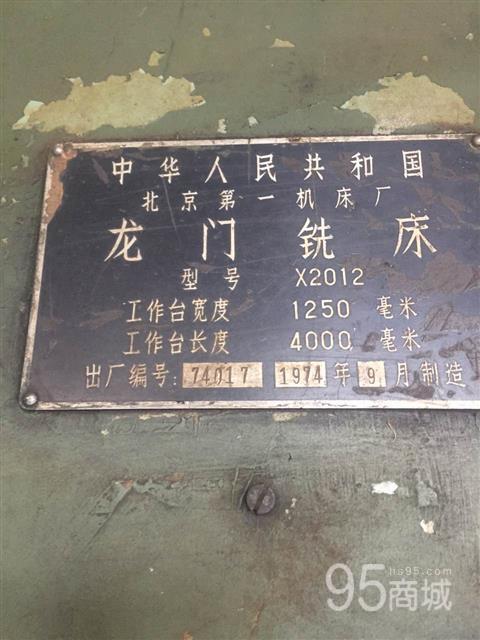 中华人民共和国
北京第一机床厂
龙门铣床
型号 X2012
工作台宽度 1250 毫米
工作台长度 4000 毫米
出厂编号: 74017 1974 年 9 月制造
hs95.com
95商城